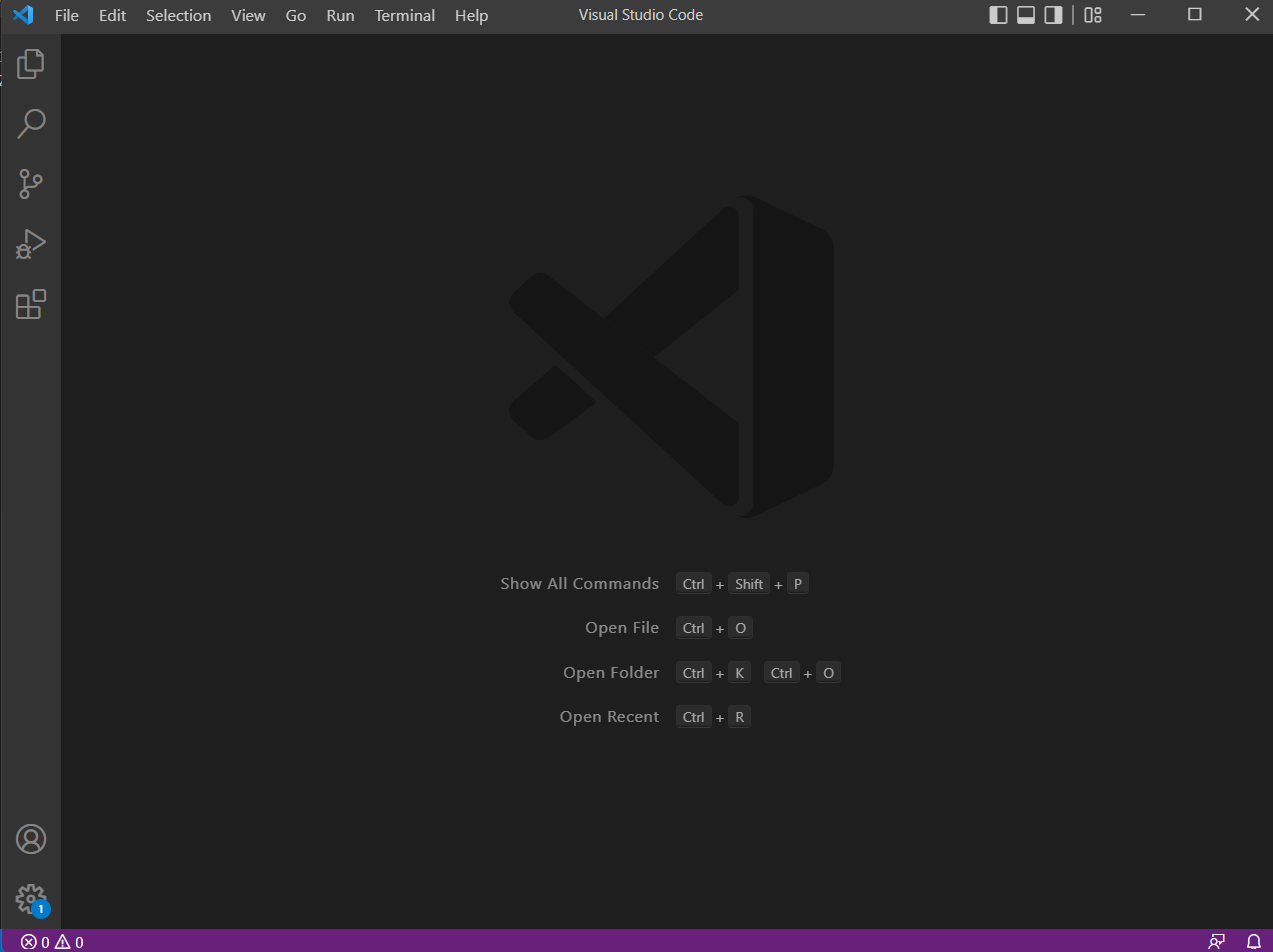 File Edit Selection View Go Run Terminal Help Visual Studio Code
Show All Commands Ctrl + Shift + P
Open File Ctrl + O
Open Folder Ctrl + K Ctrl + O
Open Recent Ctrl + R
1
0 0